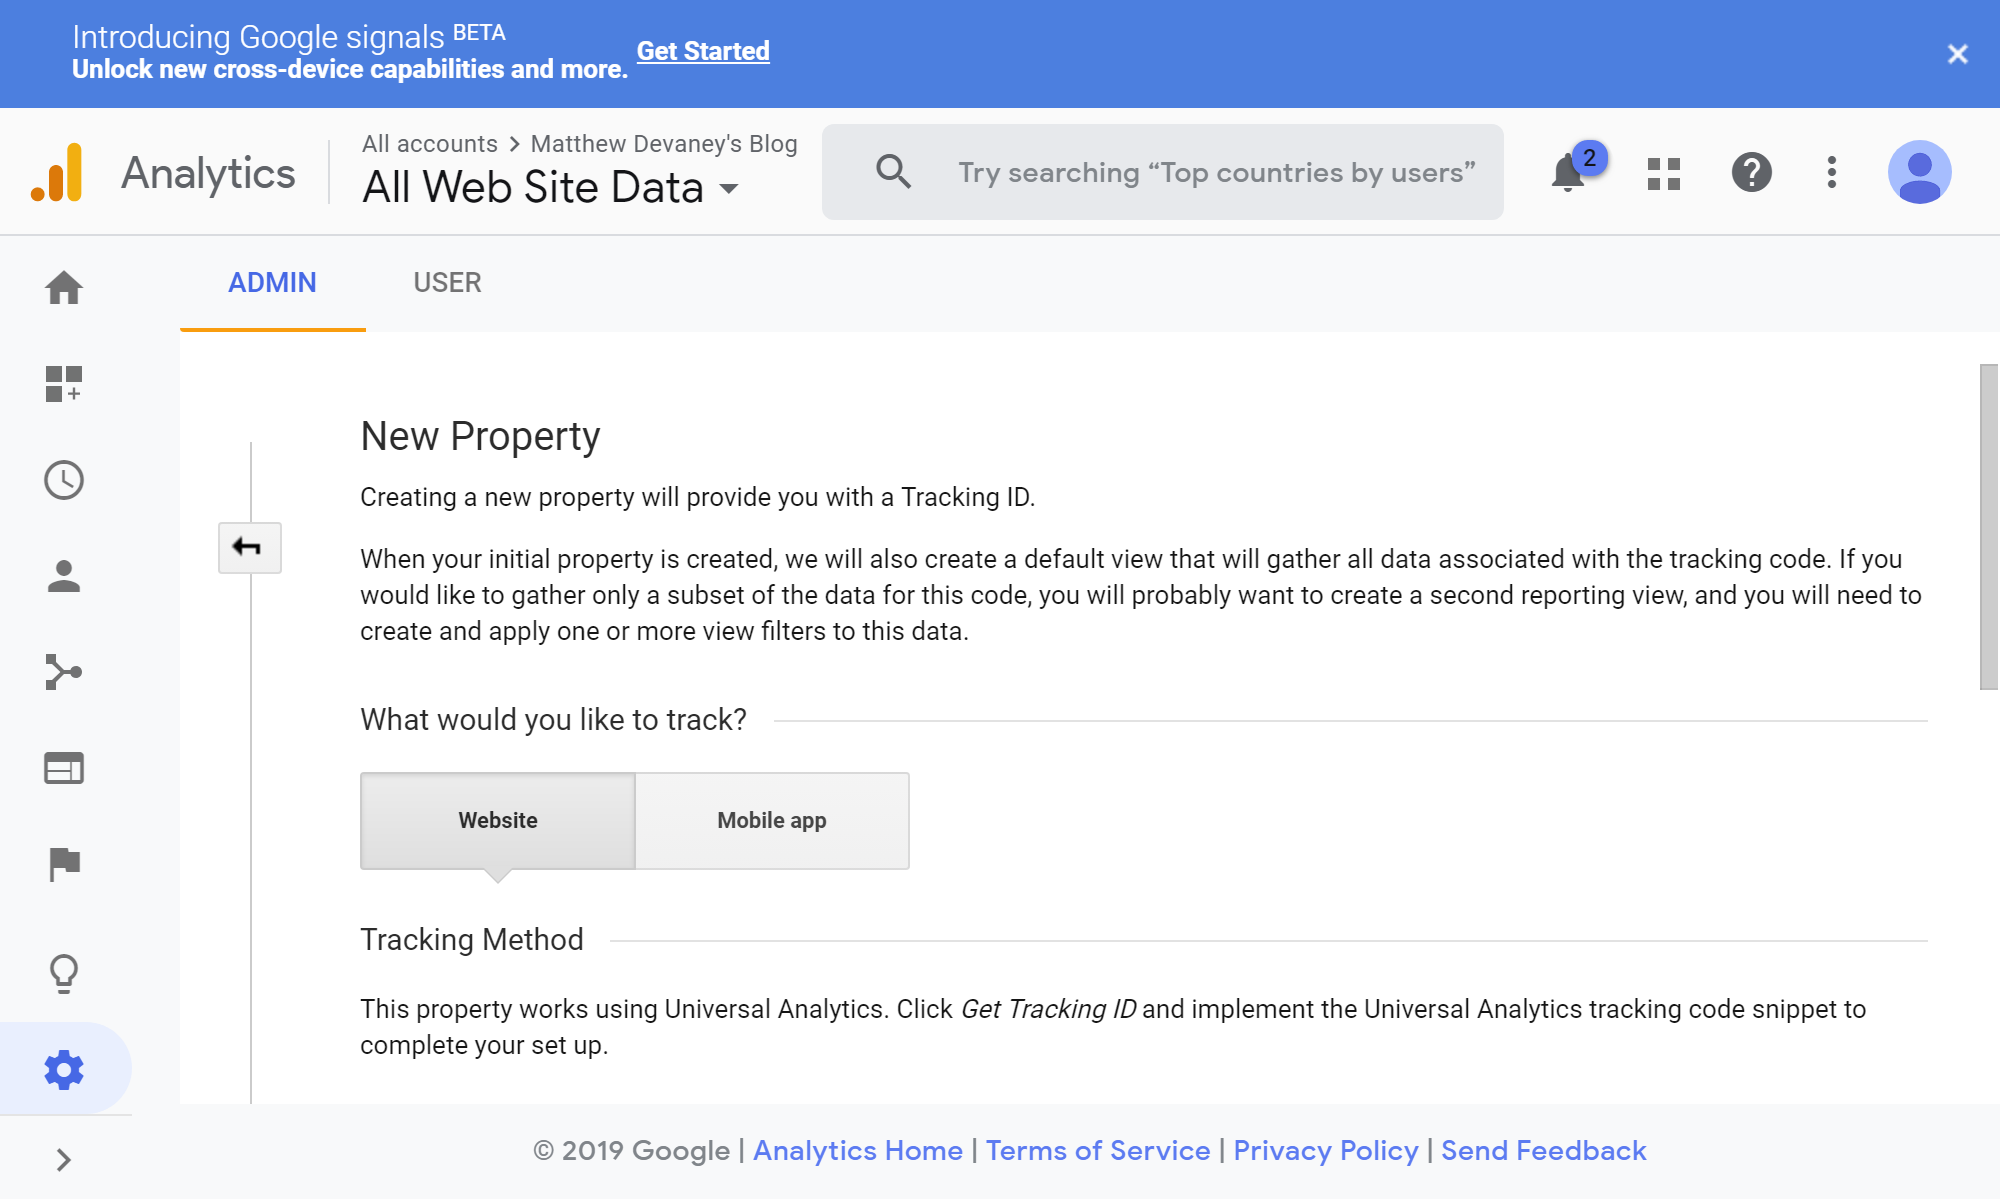 Introducing Google signals BETA
Unlock new cross-device capabilities and more.
Get Started
Analytics
All accounts > Matthew Devaney's Blog
All Web Site Data
Try searching “Top countries by users”
2
ADMIN
USER
New Property
Creating a new property will provide you with a Tracking ID.
When your initial property is created, we will also create a default view that will gather all data associated with the tracking code. If you
would like to gather only a subset of the data for this code, you will probably want to create a second reporting view, and you will need to
create and apply one or more view filters to this data.
What would you like to track?
Website
Mobile app
Tracking Method
This property works using Universal Analytics. Click Get Tracking ID and implement the Universal Analytics tracking code snippet to
complete your set up.
© 2019 Google | Analytics Home | Terms of Service | Privacy Policy | Send Feedback